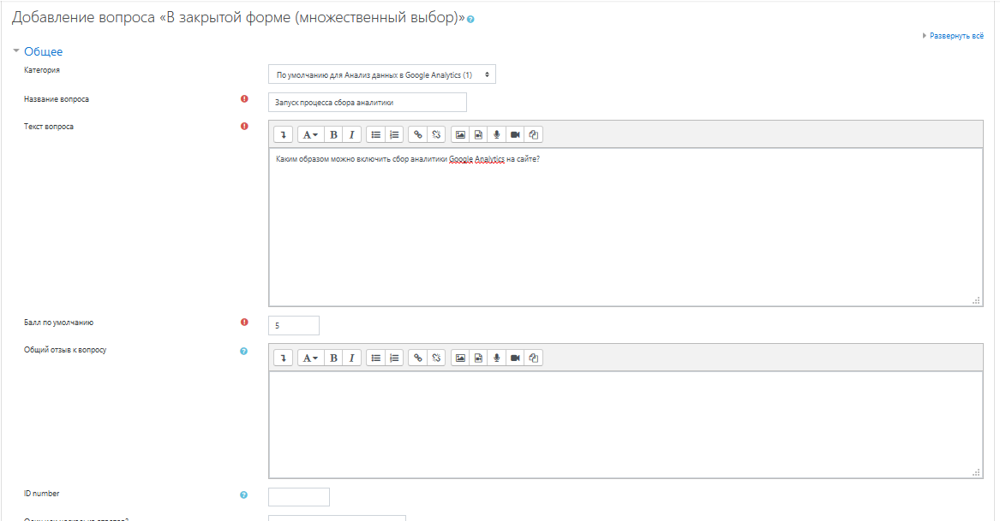 Добавление вопроса «В закрытой форме (множественный выбор)»
Развернуть всё
Общее
Категория
По умолчанию для Анализ данных в Google Analytics (1)
Название вопроса
Запуск процесса сбора аналитики
Текст вопроса
A B I
Каким образом можно включить сбор аналитики Google Analytics на сайте?
Балл по умолчанию
5
Общий отзыв к вопросу
A B I
ID number